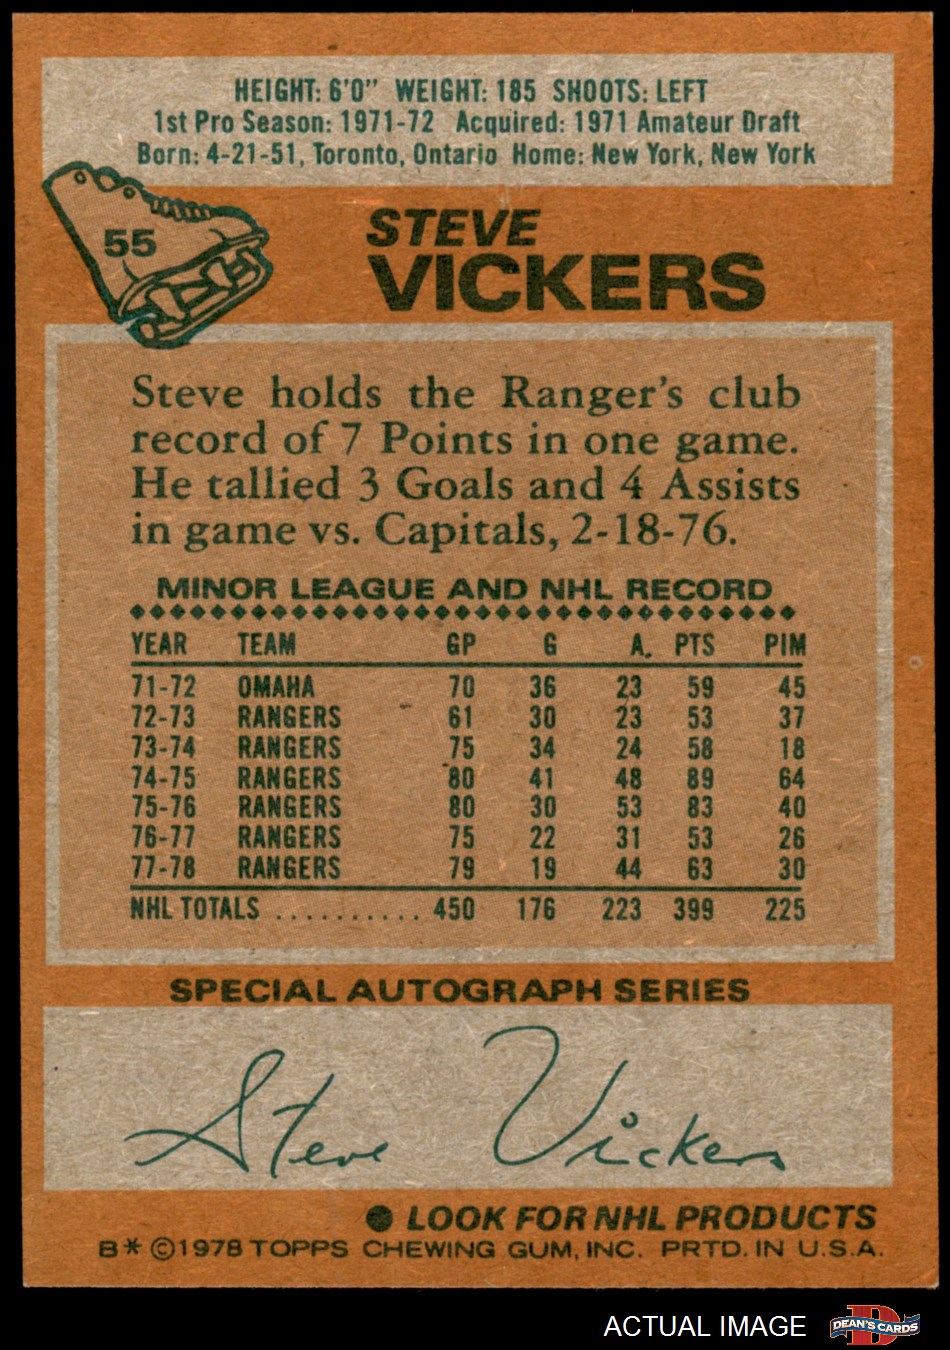 HEIGHT: 6'0" WEIGHT: 185 SHOOTS: LEFT
1st Pro Season: 1971-72 Acquired: 1971 Amateur Draft
Born: 4-21-51, Toronto, Ontario Home: New York, New York
55
STEVE
VICKERS
Steve holds the Ranger's club
record of 7 Points in one game.
He tallied 3 Goals and 4 Assists
in game vs. Capitals, 2-18-76.
MINOR LEAGUE AND NHL RECORD
YEAR TEAM GP G A. PTS PIM
71-72 OMAHA 70 36 23 59 45
72-73 RANGERS 61 30 23 53 37
73-74 RANGERS 75 34 24 58 18
74-75 RANGERS 80 41 48 89 64
75-76 RANGERS 80 30 53 83 40
76-77 RANGERS 75 22 31 53 26
77-78 RANGERS 79 19 44 63 30
NHL TOTALS .......... 450 176 223 399 225
SPECIAL AUTOGRAPH SERIES
Steve Vickers
● LOOK FOR NHL PRODUCTS
B* ©1978 TOPPS CHEWING GUM, INC. PRTD. IN U.S.A.
ACTUAL IMAGE
D
DEAN'S CARDS